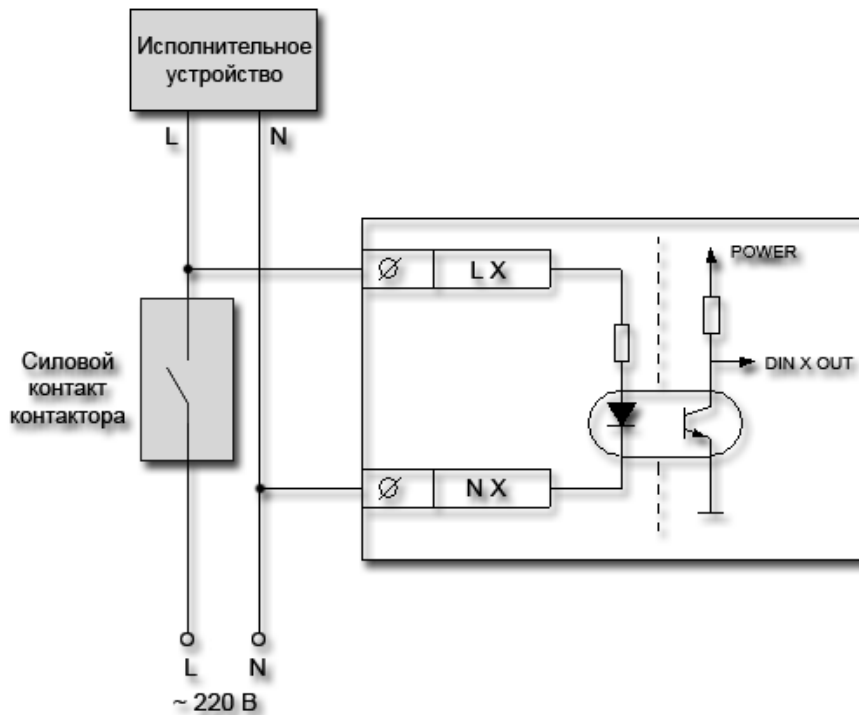 Исполнительное
устройство
L
N
L X
POWER
DIN X OUT
Силовой
контакт
контактора
N X
L
N
~ 220 В